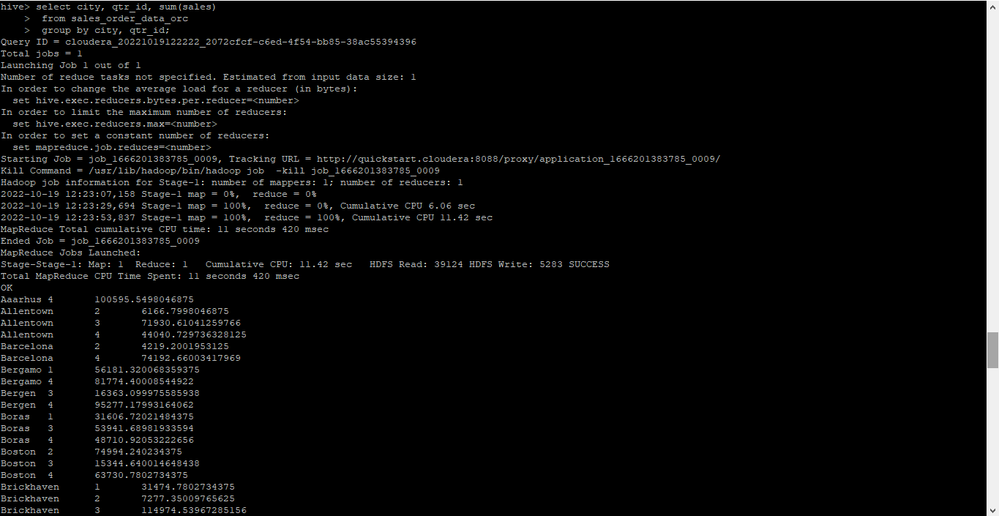 hive> select city, qtr_id, sum(sales)
    >  from sales_order_data_orc
    >  group by city, qtr_id;
Query ID = cloudera_20221019122222_2072cfcf-c6ed-4f54-bb85-38ac55394396
Total jobs = 1
Launching Job 1 out of 1
Number of reduce tasks not specified. Estimated from input data size: 1
In order to change the average load for a reducer (in bytes):
  set hive.exec.reducers.bytes.per.reducer=<number>
In order to limit the maximum number of reducers:
  set hive.exec.reducers.max=<number>
In order to set a constant number of reducers:
  set mapreduce.job.reduces=<number>
Starting Job = job_1666201383785_0009, Tracking URL = http://quickstart.cloudera:8088/proxy/application_1666201383785_0009/
Kill Command = /usr/lib/hadoop/bin/hadoop job  -kill job_1666201383785_0009
Hadoop job information for Stage-1: number of mappers: 1; number of reducers: 1
2022-10-19 12:23:07,158 Stage-1 map = 0%,  reduce = 0%
2022-10-19 12:23:29,694 Stage-1 map = 100%,  reduce = 0%, Cumulative CPU 6.06 sec
2022-10-19 12:23:53,837 Stage-1 map = 100%,  reduce = 100%, Cumulative CPU 11.42 sec
MapReduce Total cumulative CPU time: 11 seconds 420 msec
Ended Job = job_1666201383785_0009
MapReduce Jobs Launched:
Stage-Stage-1: Map: 1  Reduce: 1   Cumulative CPU: 11.42 sec   HDFS Read: 39124 HDFS Write: 5283 SUCCESS
Total MapReduce CPU Time Spent: 11 seconds 420 msec
OK
Aaarhus 4       100595.5498046875
Allentown       2       6166.7998046875
Allentown       3       71930.61041259766
Allentown       4       44040.729736328125
Barcelona       2       4219.2001953125
Barcelona       4       74192.66003417969
Bergamo 1       56181.320068359375
Bergamo 4       81774.40008544922
Bergen  3       16363.099975585938
Bergen  4       95277.17993164062
Boras   1       31606.72021484375
Boras   3       53941.68981933594
Boras   4       48710.92053222656
Boston  2       74994.240234375
Boston  3       15344.640014648438
Boston  4       63730.7802734375
Brickhaven      1       31474.7802734375
Brickhaven      2       7277.35009765625
Brickhaven      3       114974.53967285156